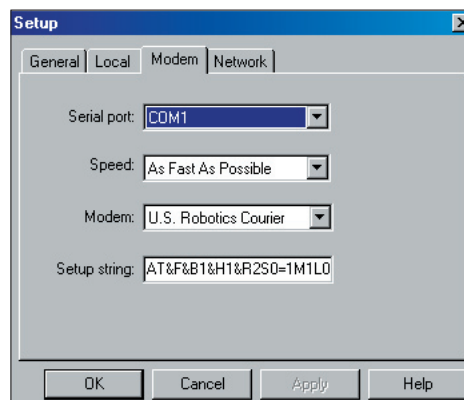 Setup
General Local Modem Network
Serial port: COM1
Speed: As Fast As Possible
Modem: U.S. Robotics Courier
Setup string: AT&F&B1&H1&R2S0=1M1L0
OK Cancel Apply Help